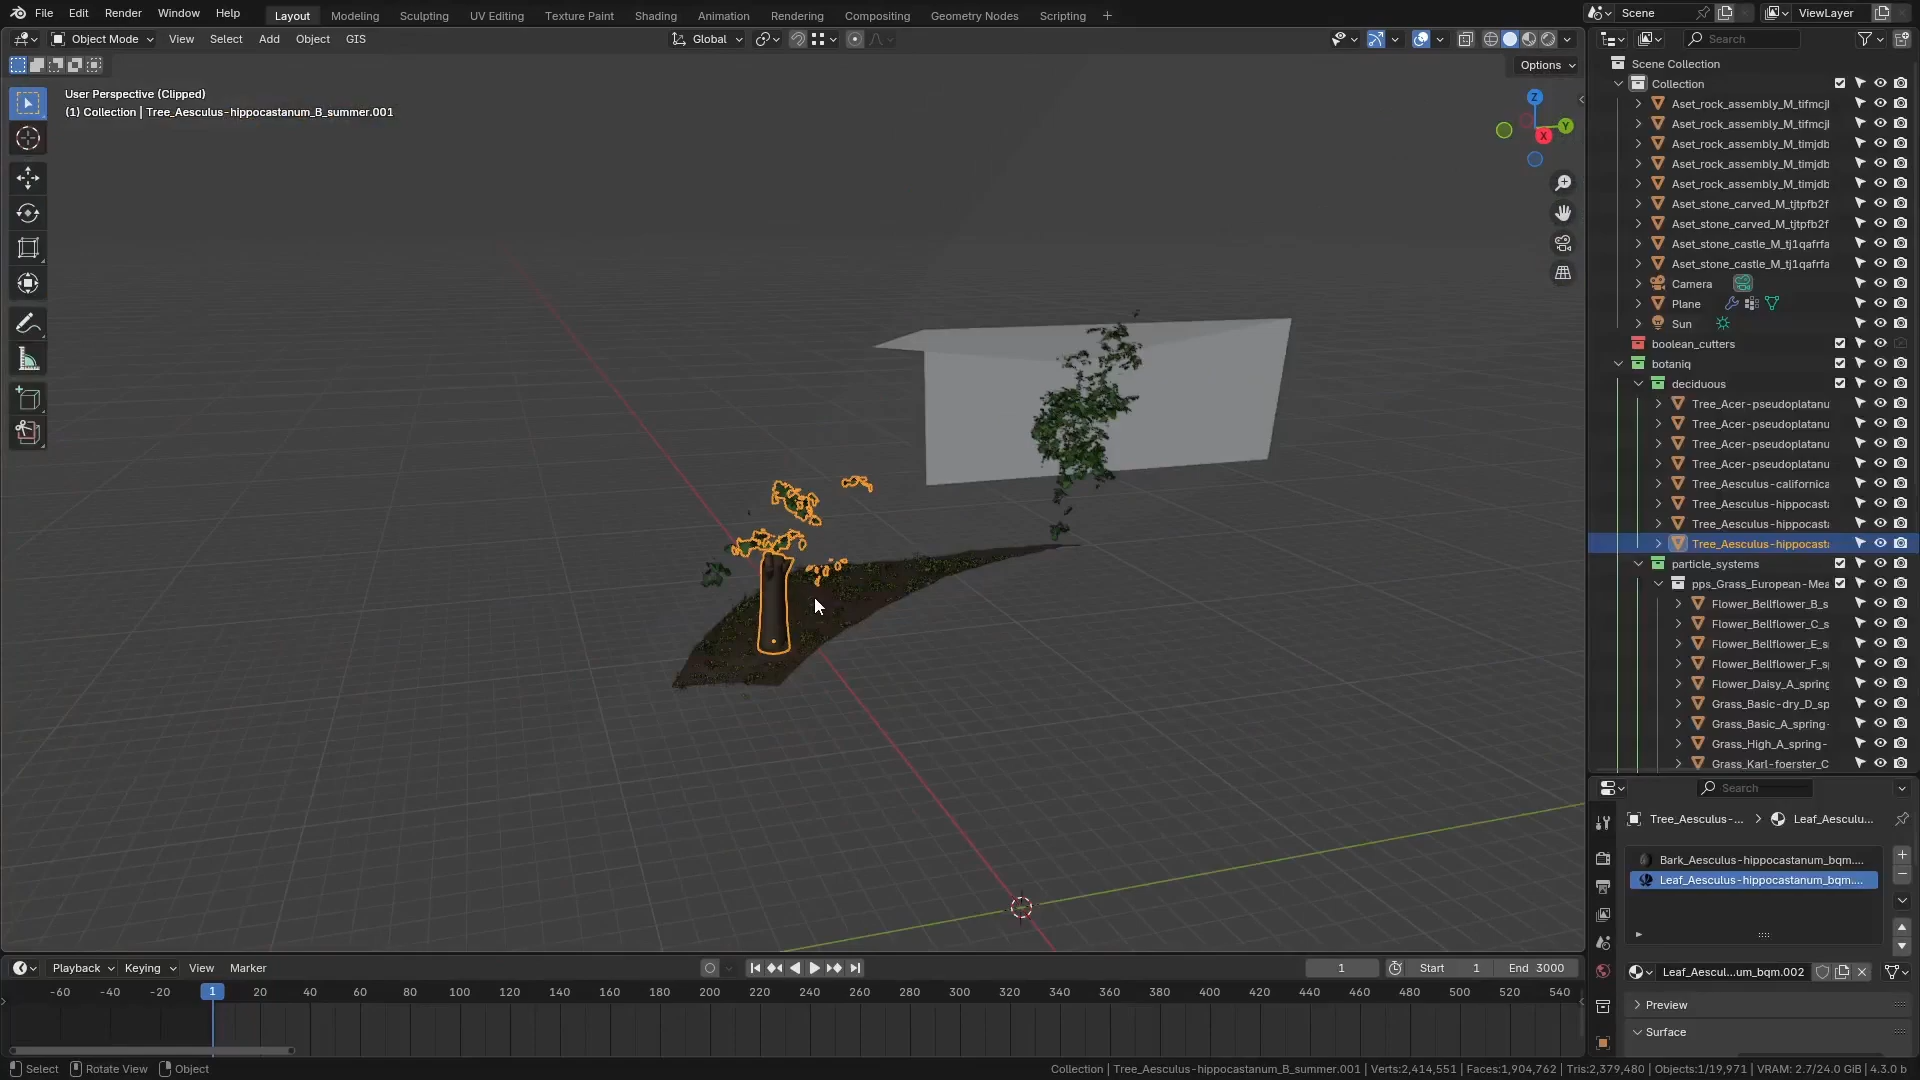 File Edit Render Window Help Layout Modeling Sculpting UV Editing Texture Paint Shading Animation Rendering Compositing Geometry Nodes Scripting + Scene ViewLayer
Object Mode View Select Add Object GIS Global Search
Options
User Perspective (Clipped)
(1) Collection | Tree_Aesculus-hippocastanum_B_summer.001
Z
Y
X
Scene Collection
Collection
Aset_rock_assembly_M_tifmcjl
Aset_rock_assembly_M_tifmcjl
Aset_rock_assembly_M_timjdb
Aset_rock_assembly_M_timjdb
Aset_rock_assembly_M_timjdb
Aset_stone_carved_M_tjtpfb2f
Aset_stone_carved_M_tjtpfb2f
Aset_stone_castle_M_tj1qafrfa
Aset_stone_castle_M_tj1qafrfa
Camera
Plane
Sun
boolean_cutters
botaniq
deciduous
Tree_Acer-pseudoplatanu
Tree_Acer-pseudoplatanu
Tree_Acer-pseudoplatanu
Tree_Acer-pseudoplatanu
Tree_Aesculus-californica
Tree_Aesculus-hippocasta
Tree_Aesculus-hippocasta
Tree_Aesculus-hippocasta
particle_systems
pps_Grass_European-Mea
Flower_Bellflower_B_s
Flower_Bellflower_C_s
Flower_Bellflower_E_s
Flower_Bellflower_F_s
Flower_Daisy_A_spring
Grass_Basic-dry_D_sp
Grass_Basic_A_spring-
Grass_High_A_spring-
Grass_Karl-foerster_C
Search
Tree_Aesculus-... Leaf_Aesculu...
Bark_Aesculus-hippocastanum_bqm....
Leaf_Aesculus-hippocastanum_bqm....
Leaf_Aescul...um_bqm.002
Preview
Surface
Playback Keying View Marker 1 Start 1 End 3000
-60 -40 -20 1 20 40 60 80 100 120 140 160 180 200 220 240 260 280 300 320 340 360 380 400 420 440 460 480 500 520 540
Select Rotate View Object Collection | Tree_Aesculus-hippocastanum_B_summer.001 | Verts:2,414,551 | Faces:1,904,762 | Tris:2,379,480 | Objects:1/19,971 | VRAM: 2.7/24.0 GiB | 4.3.0 b